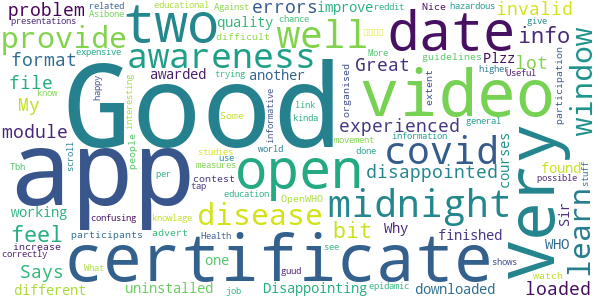 problem
presentations
related
Asibone
educational
Against
errors
improve
reddit
Nice
hazardous
invalid
two
provide
well
date
info
chance
difficult
quality
give
More
guidelines
expensive
awareness
format
awarded
another
Great
Plzz
lot
higher
Useful
file
happy
trying
know
My
Good
Some
link
kinda
video
window
participation
organised
extent
module
people
interesting
informative
experienced
movement
information
general
app
scroll
world
covid
Tbh
studies
measures
done
open
disappointed
courses
found
possible
stuff
per
contest
use
tap
working
confusing
education
OpenWHO
midnight
very
learn
knowlage
disease
feel
increase
participants
advert
Health
bit
Why
finished
Sir
WHO
correctly
What
guud
see
certificate
shows
watch
Says
one
different
uninstalled
job
Disappointing
epidamic
downloaded
loaded